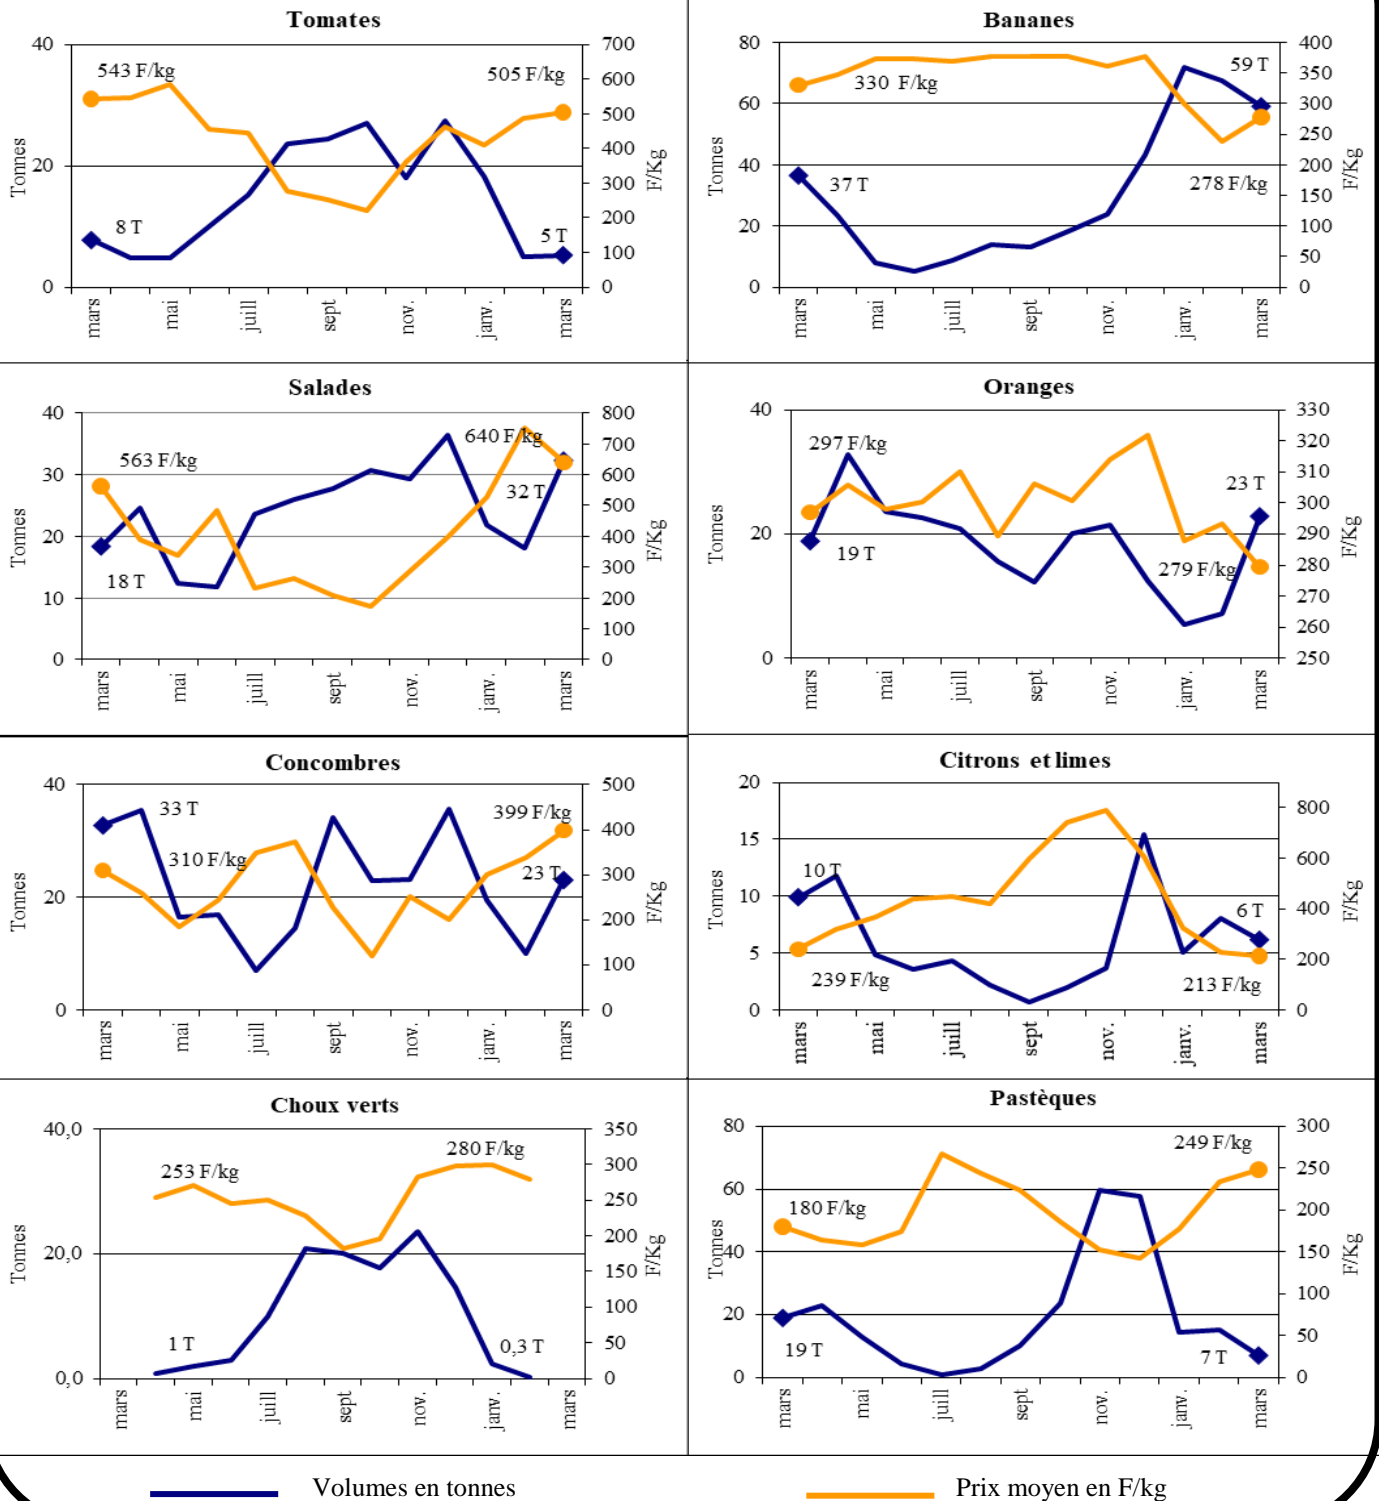 Tomates
40
20
0
Tonnes
700
600
500
400
300
200
100
0
F/Kg
543 F/kg
505 F/kg
8 T
5 T
mars
mai
juill
sept
nov.
janv.
mars
Bananes
80
60
40
20
0
Tonnes
400
350
300
250
200
150
100
50
0
F/Kg
330 F/kg
59 T
37 T
278 F/kg
mars
mai
juill
sept
nov.
janv.
mars
Salades
40
30
20
10
0
Tonnes
800
700
600
500
400
300
200
100
0
F/Kg
640 F/kg
563 F/kg
32 T
18 T
mars
mai
juill
sept
nov.
janv.
mars
Oranges
40
20
0
Tonnes
330
320
310
300
290
280
270
260
250
F/Kg
297 F/kg
23 T
19 T
279 F/kg
mars
mai
juill
sept
nov.
janv.
mars
Concombres
40
20
0
Tonnes
500
400
300
200
100
0
F/Kg
33 T
399 F/kg
310 F/kg
23 T
mars
mai
juill
sept
nov.
janv.
mars
Citrons et limes
20
15
10
5
0
Tonnes
800
600
400
200
0
F/Kg
10 T
6 T
239 F/kg
213 F/kg
mars
mai
juill
sept
nov.
janv.
mars
Choux verts
40,0
20,0
0,0
Tonnes
350
300
250
200
150
100
50
0
F/Kg
280 F/kg
253 F/kg
1 T
0,3 T
mars
mai
juill
sept
nov.
janv.
mars
Pastèques
80
60
40
20
0
Tonnes
300
250
200
150
100
50
0
F/Kg
249 F/kg
180 F/kg
19 T
7 T
mars
mai
juill
sept
nov.
janv.
mars
Volumes en tonnes
Prix moyen en F/kg